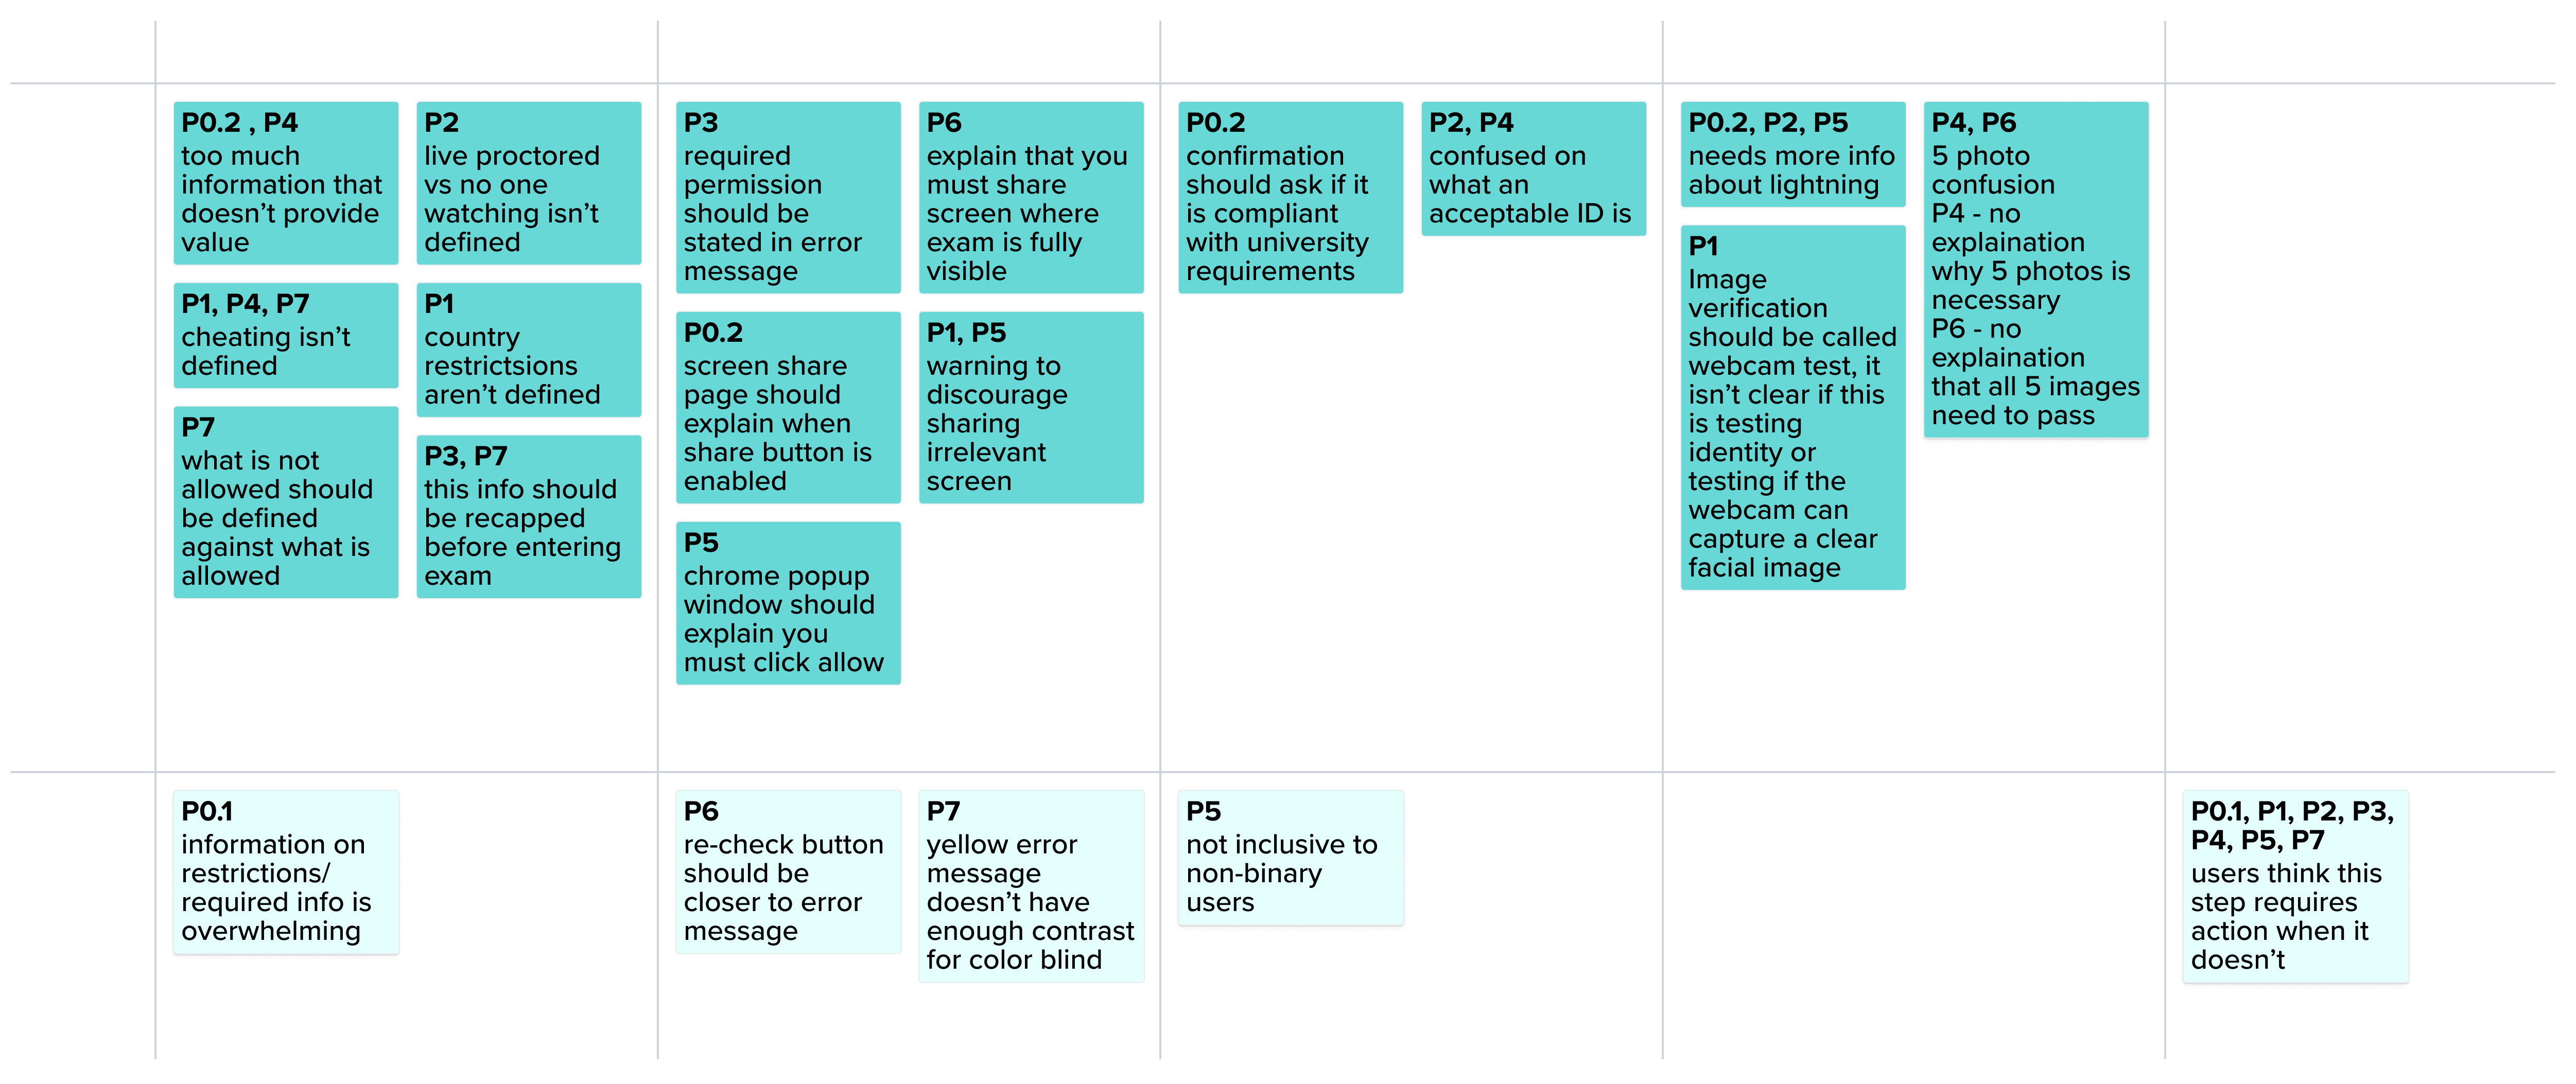 P0.2 , P4
too much
information that
doesn't provide
value
P1, P4, P7
cheating isn't
defined
P7
what is not
allowed should
be defined
against what is
allowed
P2
live proctored
vs no one
watching isn't
defined
P1
country
restrictsions
aren't defined
P3, P7
this info should
be recapped
before entering
exam
P3
required
permission
should be
stated in error
message
P0.2
screen share
page should
explain when
share button is
enabled
P5
chrome popup
window should
explain you
must click allow
P6
explain that you
must share
screen where
exam is fully
visible
P1, P5
warning to
discourage
sharing
irrelevant
screen
P0.2
confirmation
should ask if it
is compliant
with university
requirements
P2, P4
confused on
what an
acceptable ID is
P0.2, P2, P5
needs more info
about lightning
P1
Image
verification
should be called
webcam test, it
isn't clear if this
is testing
identity or
testing if the
webcam can
capture a clear
facial image
P4, P6
5 photo
confusion
P4 - no
explaination
why 5 photos is
necessary
P6 - no
explaination
that all 5 images
need to pass
P0.1
information on
restrictions/
required info is
overwhelming
P6
re-check button
should be
closer to error
message
P7
yellow error
message
doesn't have
enough contrast
for color blind
P5
not inclusive to
non-binary
users
P0.1, P1, P2, P3,
P4, P5, P7
users think this
step requires
action when it
doesn't